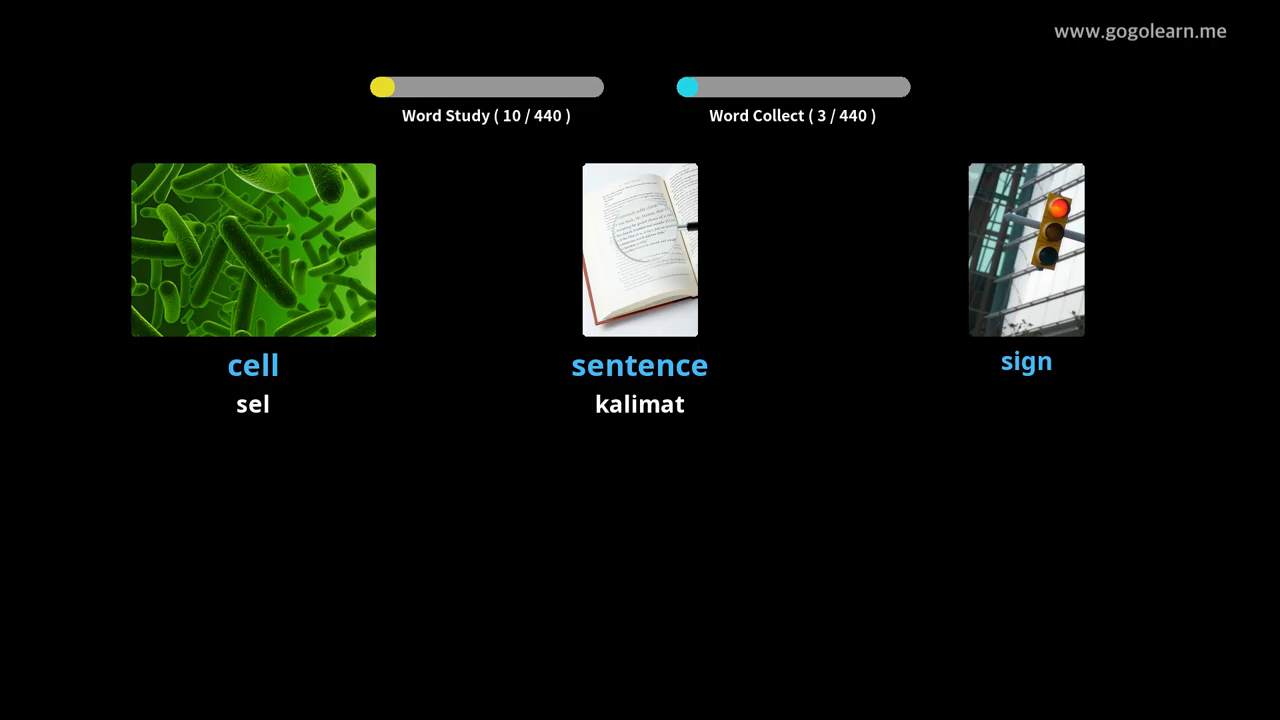 www.gogolearn.me
Word Study ( 10 / 440 )
Word Collect ( 3 / 440 )
cell
sentence
sign
sel
kalimat